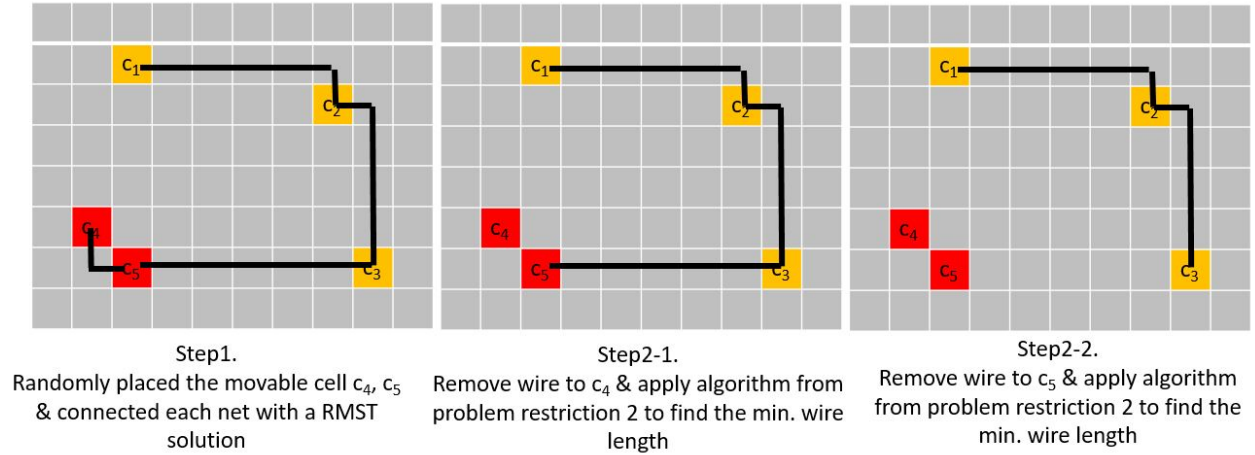 c₁
c₂
c₄
c₅
c₃
Step1.
Randomly placed the movable cell c₄, c₅
& connected each net with a RMST
solution
c₁
c₂
c₄
c₅
c₃
Step2-1.
Remove wire to c₄ & apply algorithm from
problem restriction 2 to find the min. wire
length
c₁
c₂
c₄
c₅
c₃
Step2-2.
Remove wire to c₅ & apply algorithm
from problem restriction 2 to find the
min. wire length